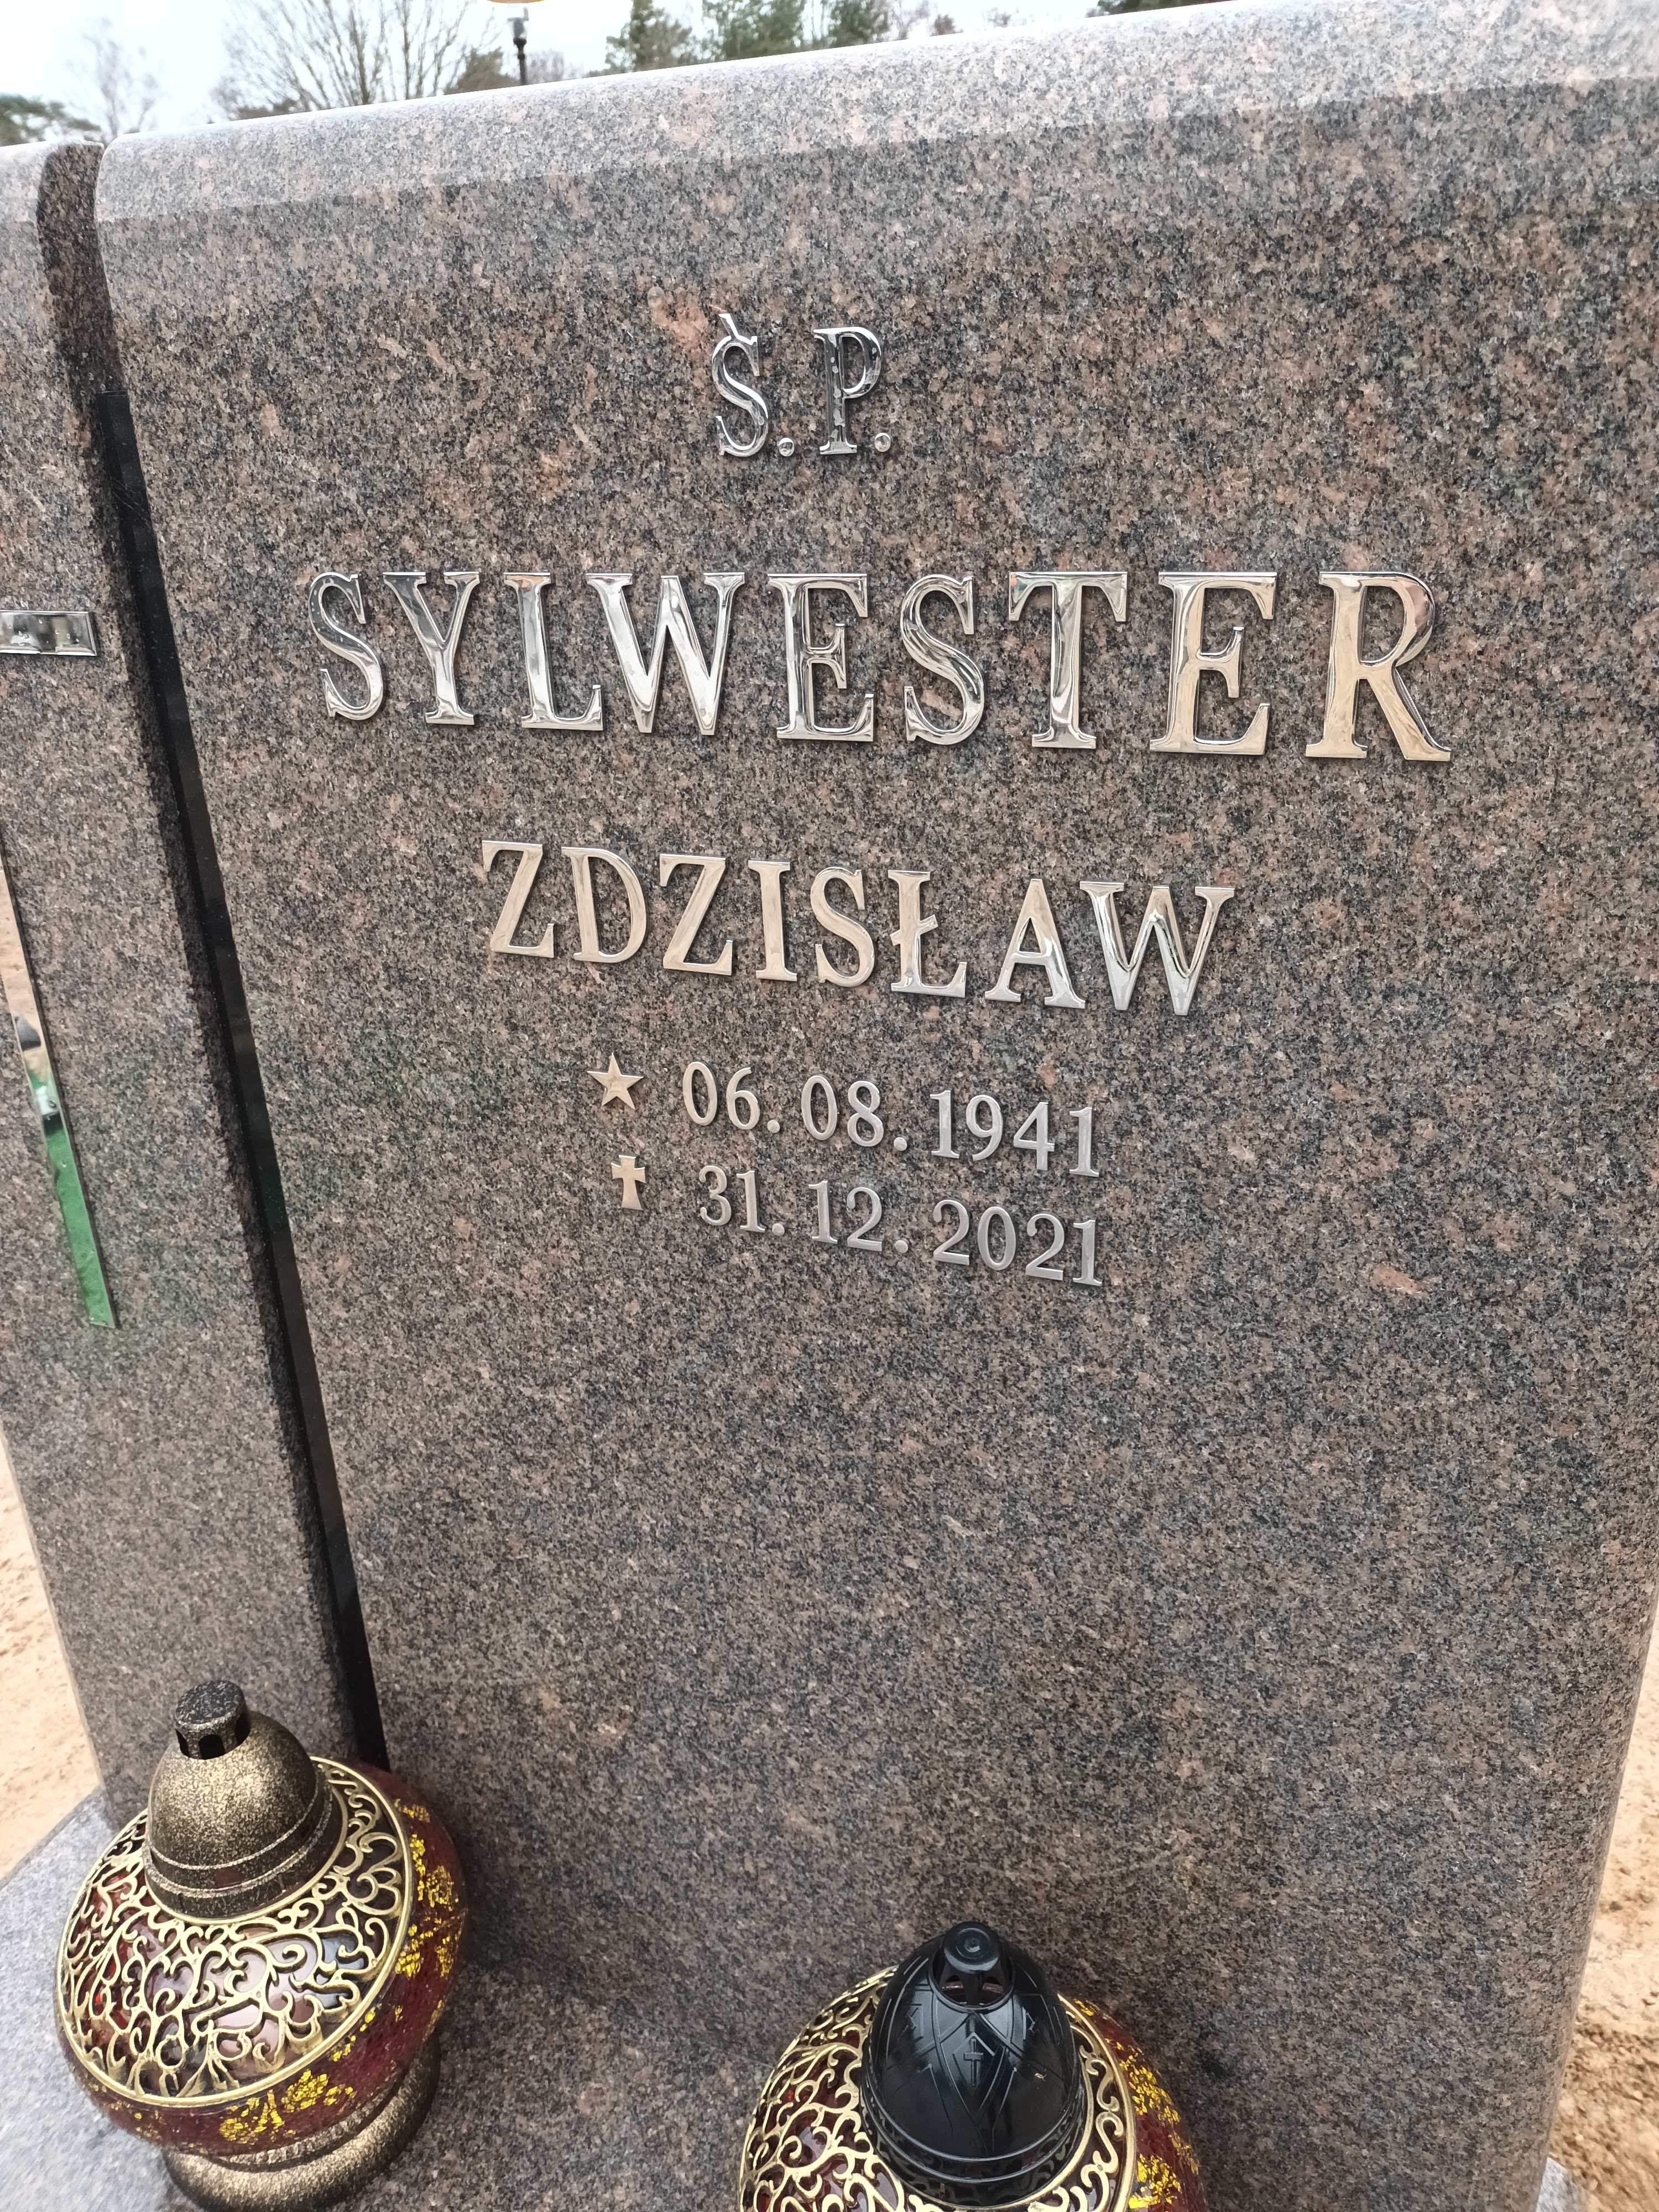 Ś.P.
SYLWESTER
ZDZISŁAW
★ 06.08.1941
✝ 31.12.2021